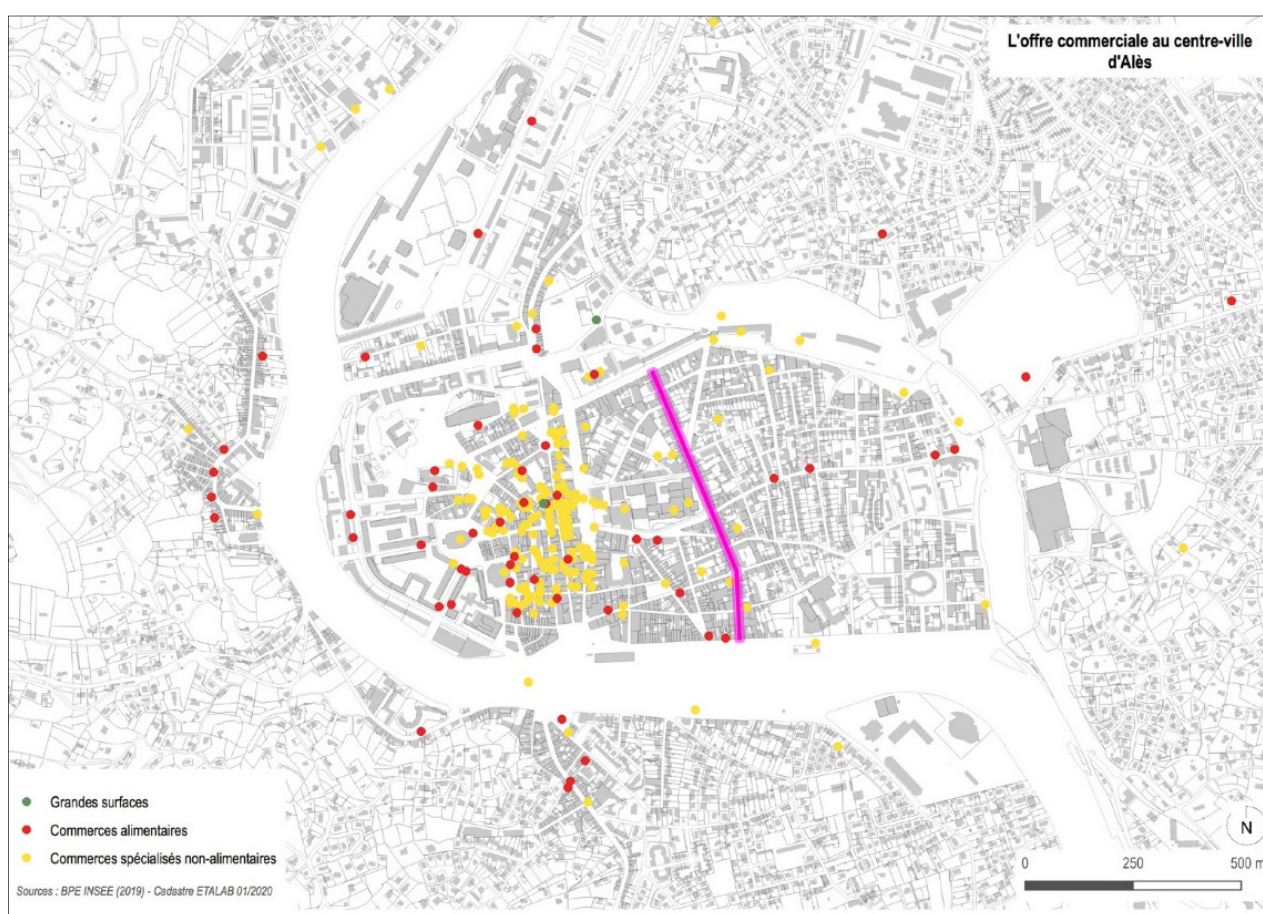 L'offre commerciale au centre-ville
d'Alès
Grandes surfaces
Commerces alimentaires
Commerces spécialisés non-alimentaires
Sources : BPE INSEE (2019) - Cadastre ETALAB 01/2020
N
0 250 500 m